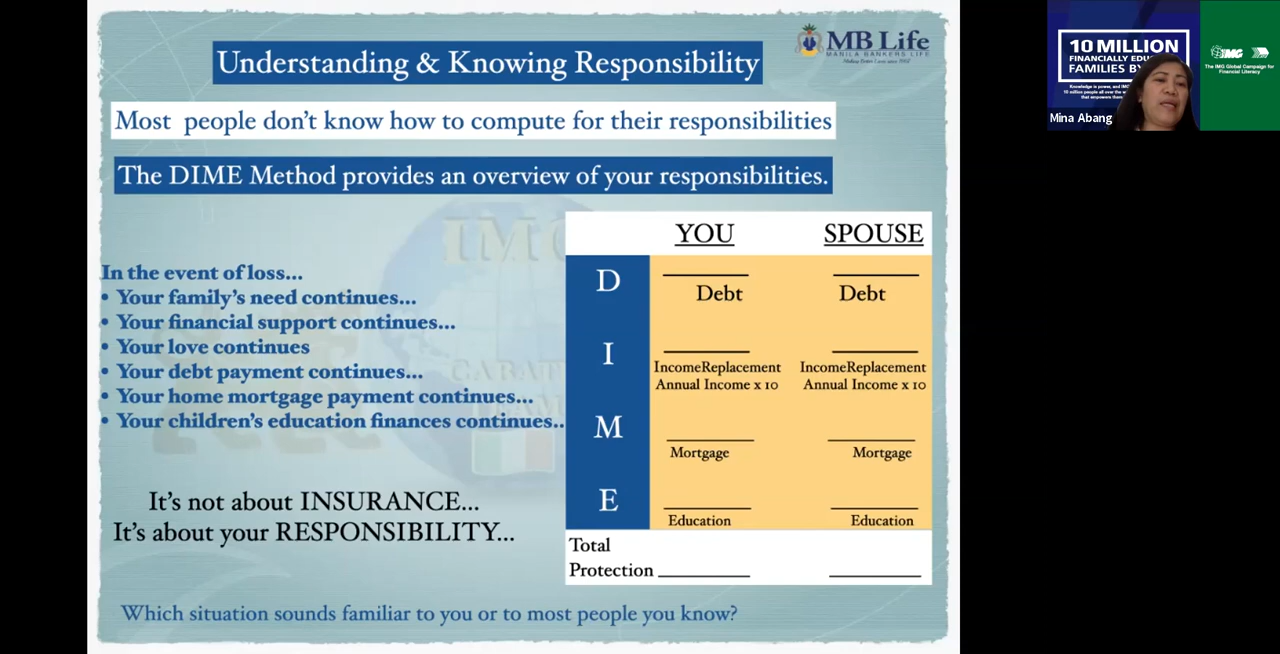 Understanding & Knowing Responsibility
MB Life
MANILA BANKERS LIFE
Most people don't know how to compute for their responsibilities
The DIME Method provides an overview of your responsibilities.
In the event of loss...
• Your family's need continues...
• Your financial support continues...
• Your love continues
• Your debt payment continues...
• Your home mortgage payment continues...
• Your children's education finances continues..
It's not about INSURANCE...
It's about your RESPONSIBILITY...
YOU SPOUSE
D
Debt Debt
I
IncomeReplacement IncomeReplacement
Annual Income x 10 Annual Income x 10
M
Mortgage Mortgage
E
Education Education
Total
Protection
Which situation sounds familiar to you or to most people you know?
IMG
10 MILLION
FINANCIALLY EDU
FAMILIES BY
Mina Abang
IMG
The IMG Global Campaign for
Financial Literacy